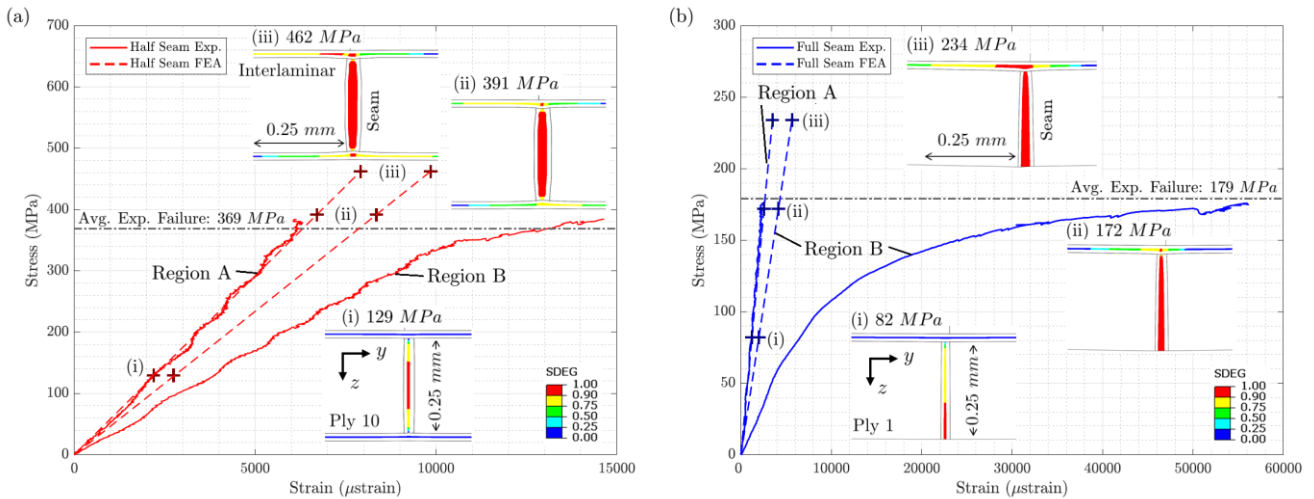 (a)
Half Seam Exp.
Half Seam FEA
(iii) 462 MPa
Interlaminar
Seam
0.25 mm
(ii) 391 MPa
(iii)
(ii)
Avg. Exp. Failure: 369 MPa
Region A
Region B
(i)
(i) 129 MPa
y
z
0.25 mm
Ply 10
SDEG
1.00
0.90
0.75
0.50
0.25
0.00
700
600
500
400
300
200
100
0
Stress (MPa)
0
5000
10000
15000
Strain (μstrain)
(b)
Full Seam Exp.
Full Seam FEA
Region A
(iii)
(iii) 234 MPa
Seam
0.25 mm
Avg. Exp. Failure: 179 MPa
(ii)
Region B
(ii) 172 MPa
(i)
(i) 82 MPa
y
z
0.25 mm
Ply 1
SDEG
1.00
0.90
0.75
0.50
0.25
0.00
300
250
200
150
100
50
0
Stress (MPa)
0
10000
20000
30000
40000
50000
60000
Strain (μstrain)